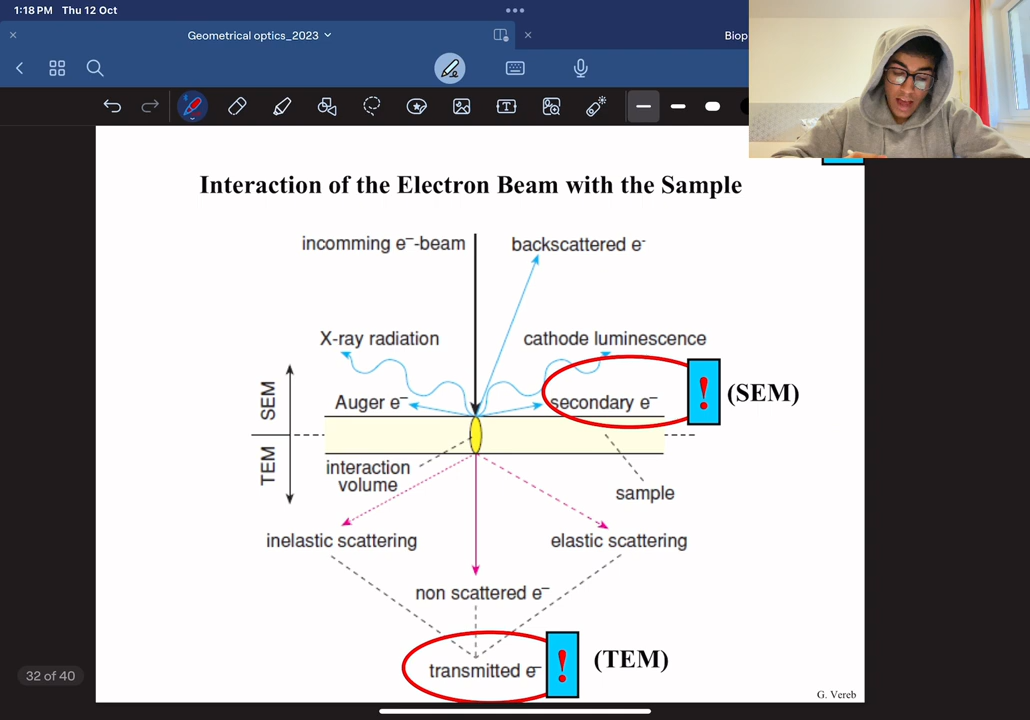 1:18 PM Thu 12 Oct
Geometrical optics_2023
Biop
Interaction of the Electron Beam with the Sample
incomming e⁻-beam
backscattered e⁻
X-ray radiation
cathode luminescence
SEM
Auger e⁻
secondary e⁻
! (SEM)
TEM
interaction
volume
sample
inelastic scattering
elastic scattering
non scattered e⁻
transmitted e⁻
! (TEM)
32 of 40
G. Vereb